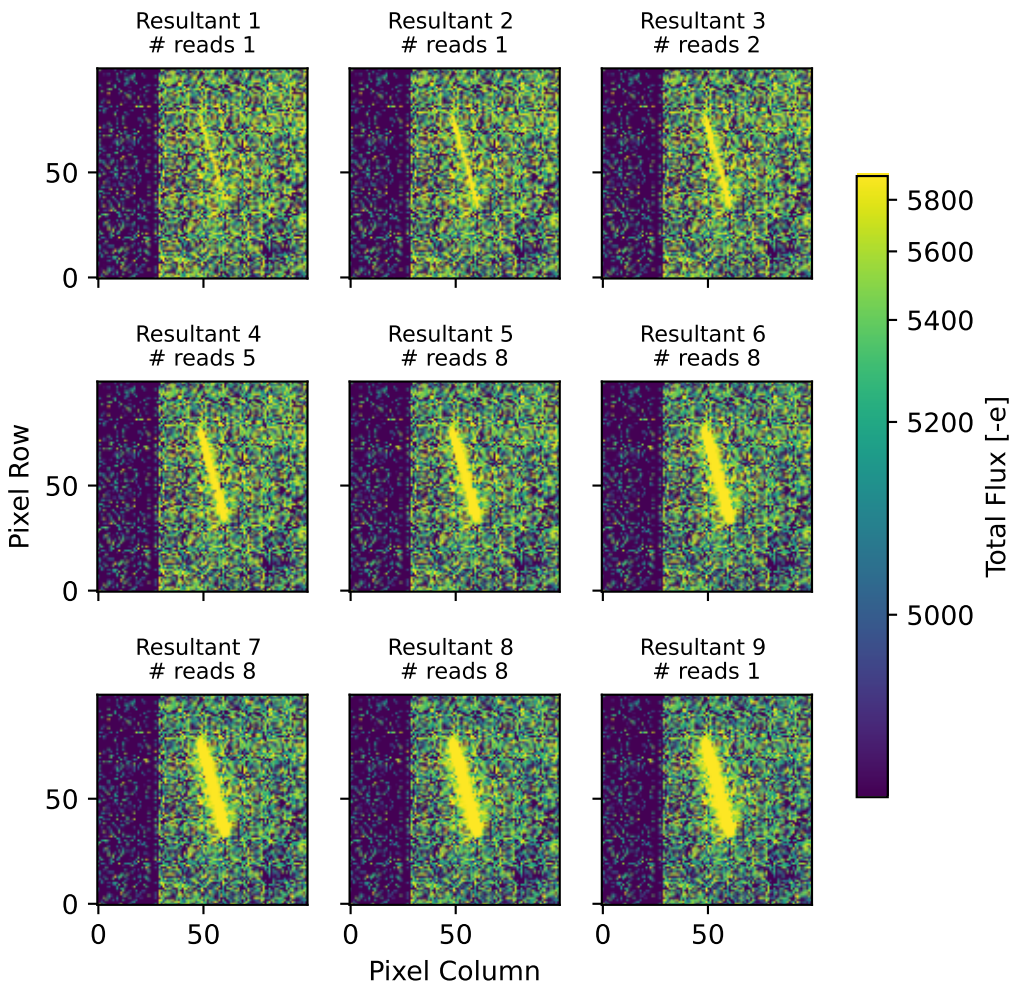 Resultant 1
# reads 1
Resultant 2
# reads 1
Resultant 3
# reads 2
50
0
50
50
50
Resultant 4
# reads 5
Resultant 5
# reads 8
Resultant 6
# reads 8
50
0
Resultant 7
# reads 8
Resultant 8
# reads 8
Resultant 9
# reads 1
50
0
0
50
0
50
0
50
Pixel Row
Pixel Column
5800
5600
5400
5200
5000
Total Flux [-e]